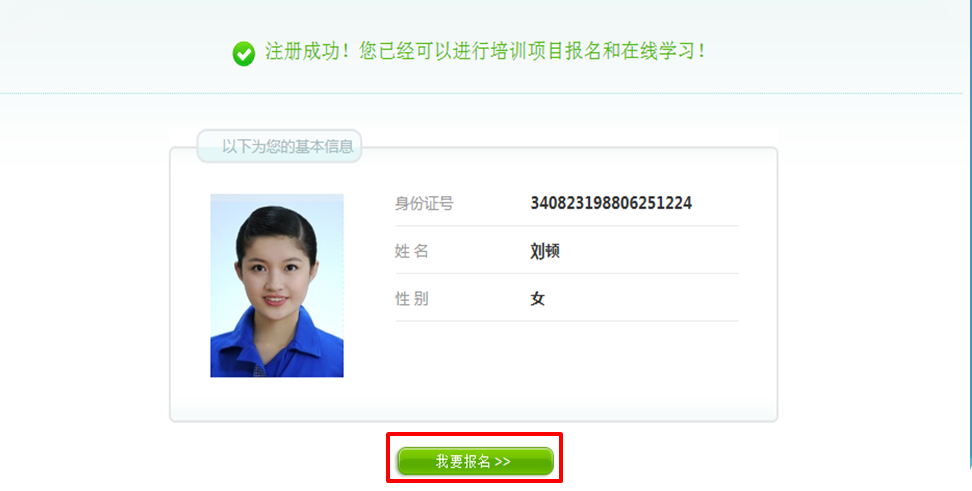 注册成功！您已经可以进行培训项目报名和在线学习！
以下为您的基本信息
身份证号 340823198806251224
姓 名 刘顿
性 别 女
我要报名 >>